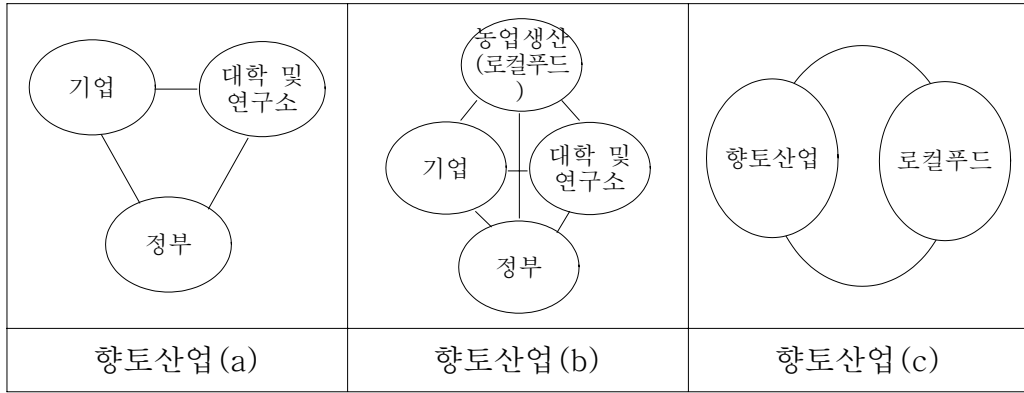 기업
대학 및
연구소
정부
농업생산
(로컬푸드
)
기업
대학 및
연구소
정부
향토산업
로컬푸드
향토산업(a)
향토산업(b)
향토산업(c)